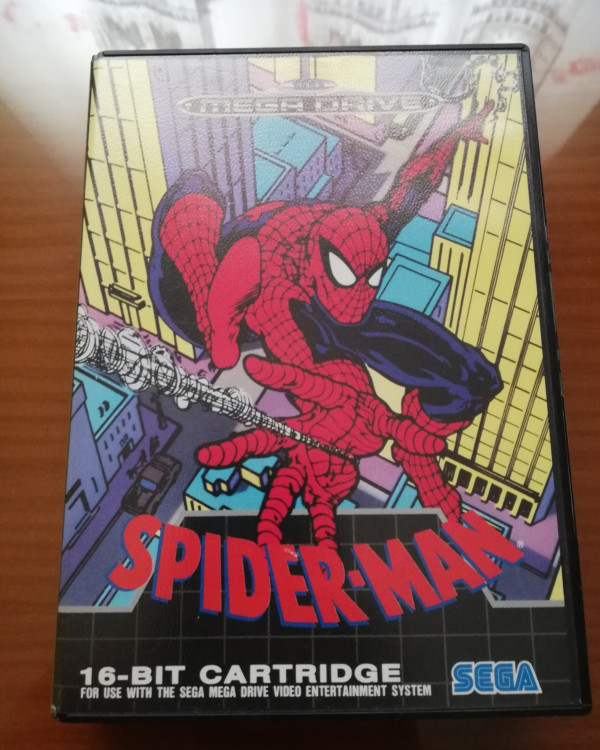 MEGA DRIVE
SPIDER-MAN®
16-BIT CARTRIDGE
FOR USE WITH THE SEGA MEGA DRIVE VIDEO ENTERTAINMENT SYSTEM
SEGA